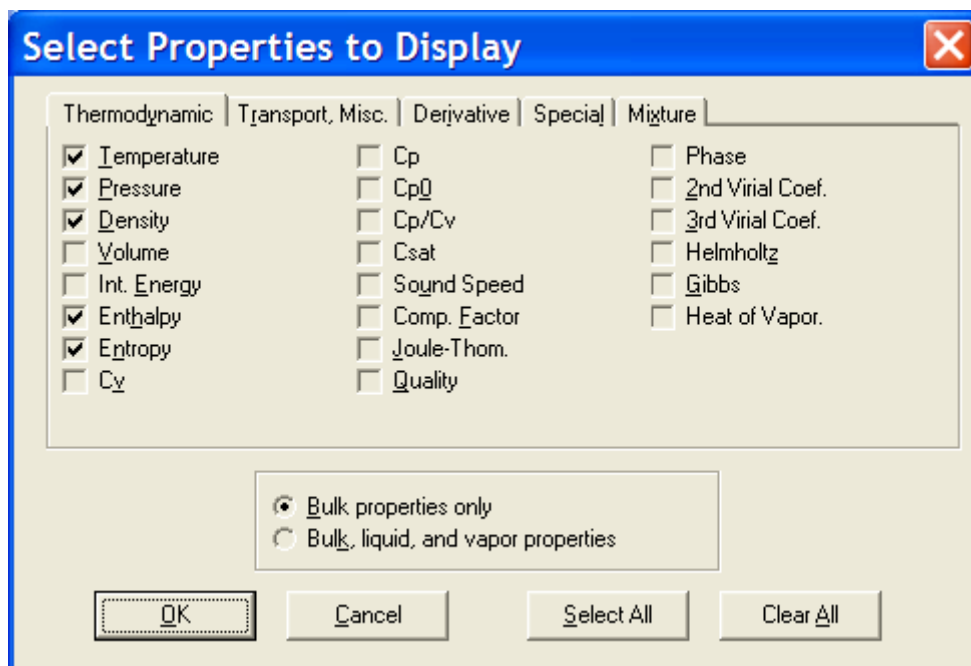 Select Properties to Display
Thermodynamic
Transport, Misc.
Derivative
Special
Mixture
Temperature
Pressure
Density
Volume
Int. Energy
Enthalpy
Entropy
Cv
Cp
Cp0
Cp/Cv
Csat
Sound Speed
Comp. Factor
Joule-Thom.
Quality
Phase
2nd Virial Coef.
3rd Virial Coef.
Helmholtz
Gibbs
Heat of Vapor.
Bulk properties only
Bulk, liquid, and vapor properties
OK
Cancel
Select All
Clear All